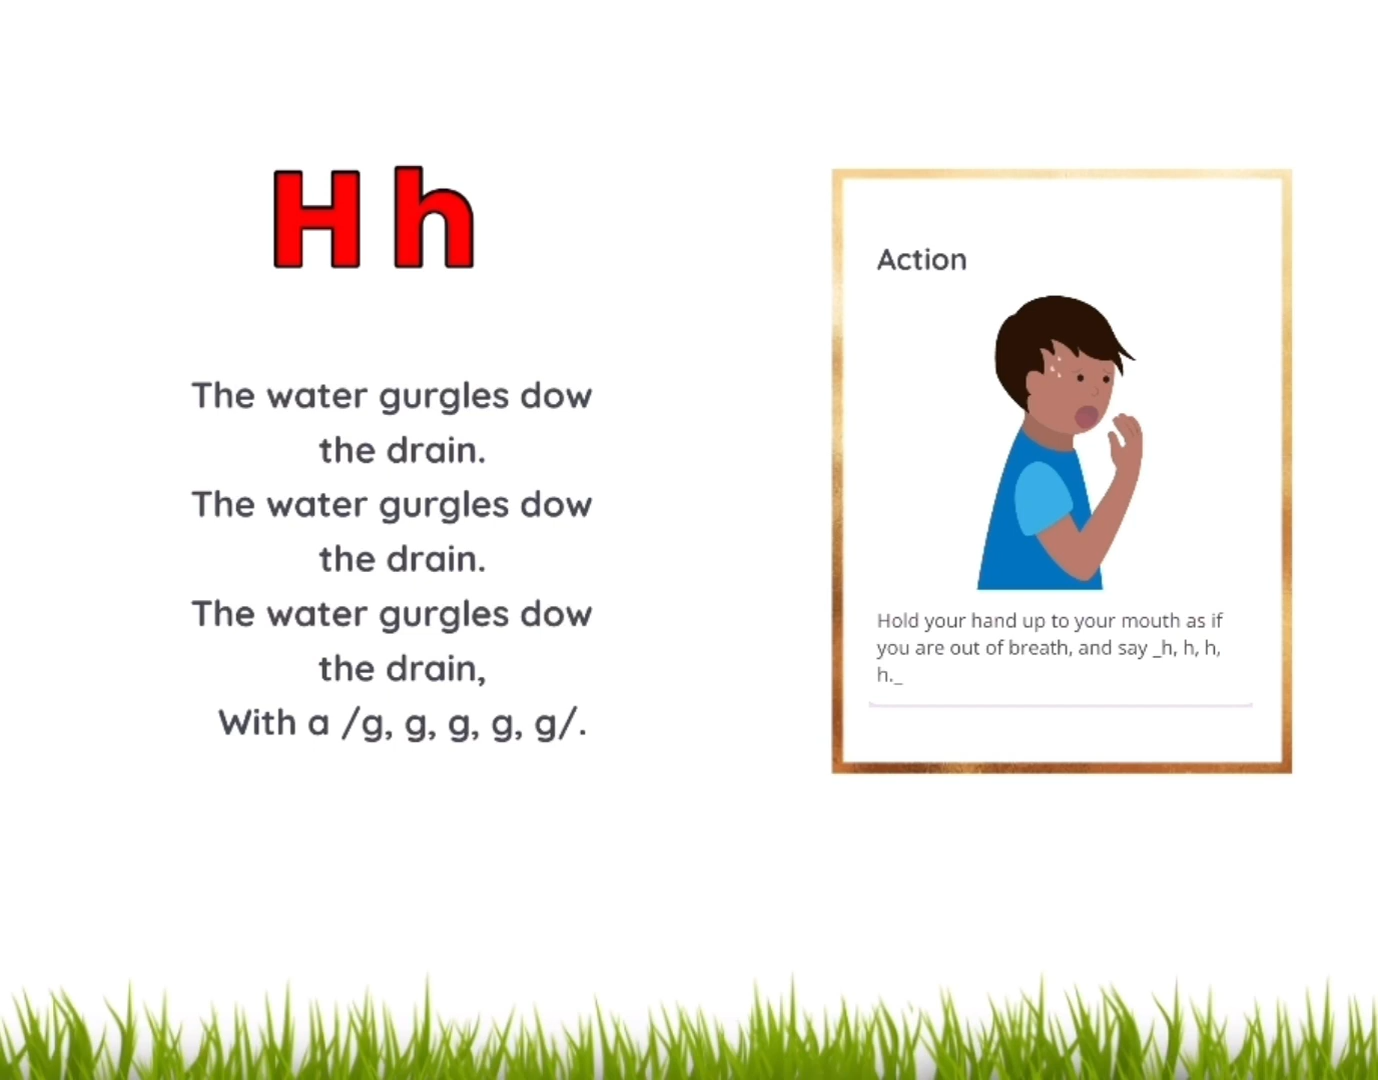 H h
The water gurgles dow
the drain.
The water gurgles dow
the drain.
The water gurgles dow
the drain,
With a /g, g, g, g, g/.
Action
Hold your hand up to your mouth as if
you are out of breath, and say _h, h, h,
h._